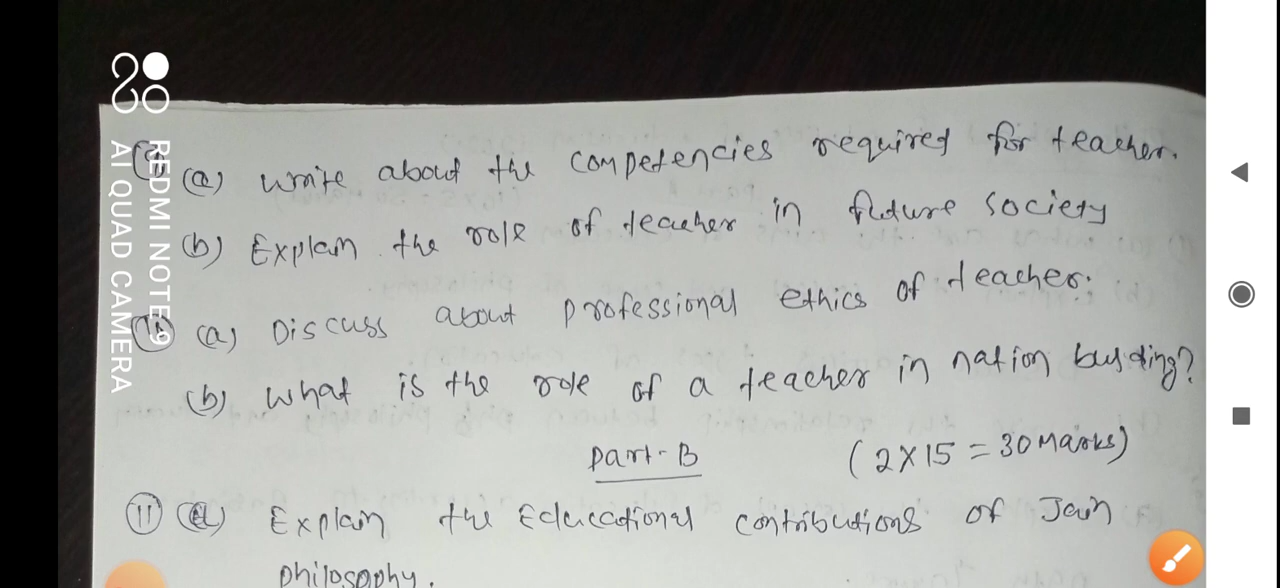 (a) Write about the competencies required for teacher.
(b) Explain the role of teacher in future society
(a) Discuss about professional ethics of teacher.
(b) What is the role of a teacher in nation building?
Part-B (2×15=30 Marks)
11 (a) Explain the Educational contributions of Jain
philosophy.
REDMI NOTE 9
AI QUAD CAMERA